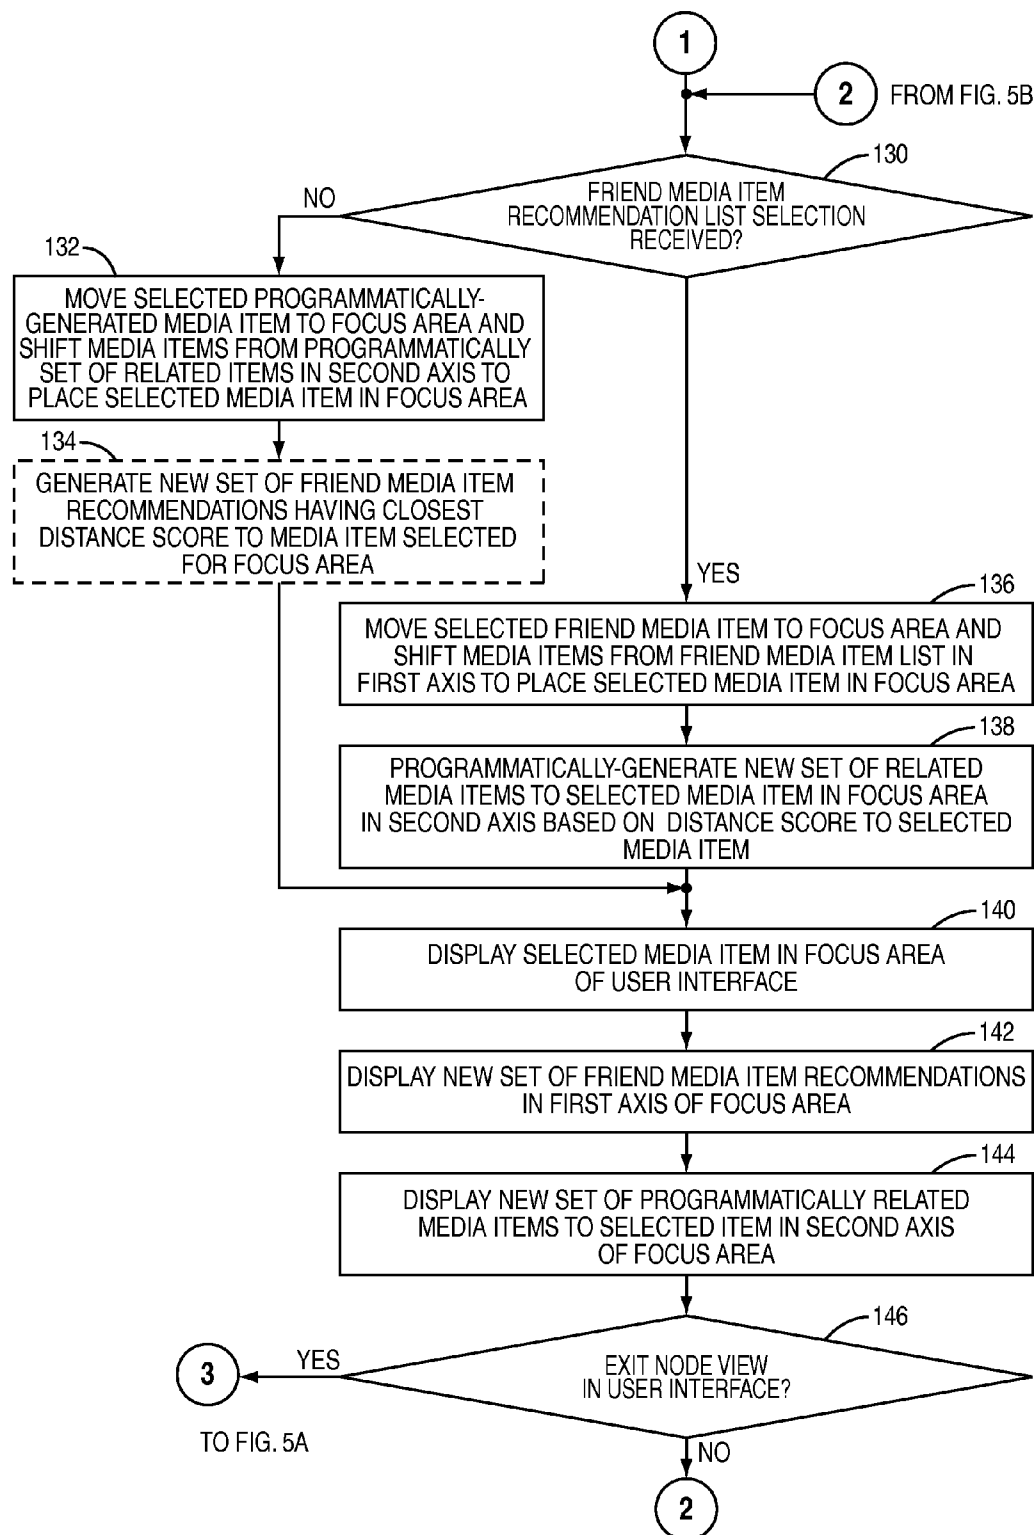 1
2 FROM FIG. 5B
130
FRIEND MEDIA ITEM
RECOMMENDATION LIST SELECTION
RECEIVED?
NO
132
MOVE SELECTED PROGRAMMATICALLY-
GENERATED MEDIA ITEM TO FOCUS AREA AND
SHIFT MEDIA ITEMS FROM PROGRAMMATICALLY
SET OF RELATED ITEMS IN SECOND AXIS TO
PLACE SELECTED MEDIA ITEM IN FOCUS AREA
134
GENERATE NEW SET OF FRIEND MEDIA ITEM
RECOMMENDATIONS HAVING CLOSEST
DISTANCE SCORE TO MEDIA ITEM SELECTED
FOR FOCUS AREA
YES
136
MOVE SELECTED FRIEND MEDIA ITEM TO FOCUS AREA AND
SHIFT MEDIA ITEMS FROM FRIEND MEDIA ITEM LIST IN
FIRST AXIS TO PLACE SELECTED MEDIA ITEM IN FOCUS AREA
138
PROGRAMMATICALLY-GENERATE NEW SET OF RELATED
MEDIA ITEMS TO SELECTED MEDIA ITEM IN FOCUS AREA
IN SECOND AXIS BASED ON DISTANCE SCORE TO SELECTED
MEDIA ITEM
140
DISPLAY SELECTED MEDIA ITEM IN FOCUS AREA
OF USER INTERFACE
142
DISPLAY NEW SET OF FRIEND MEDIA ITEM RECOMMENDATIONS
IN FIRST AXIS OF FOCUS AREA
144
DISPLAY NEW SET OF PROGRAMMATICALLY RELATED
MEDIA ITEMS TO SELECTED ITEM IN SECOND AXIS
OF FOCUS AREA
146
EXIT NODE VIEW
IN USER INTERFACE?
YES
3
TO FIG. 5A
NO
2